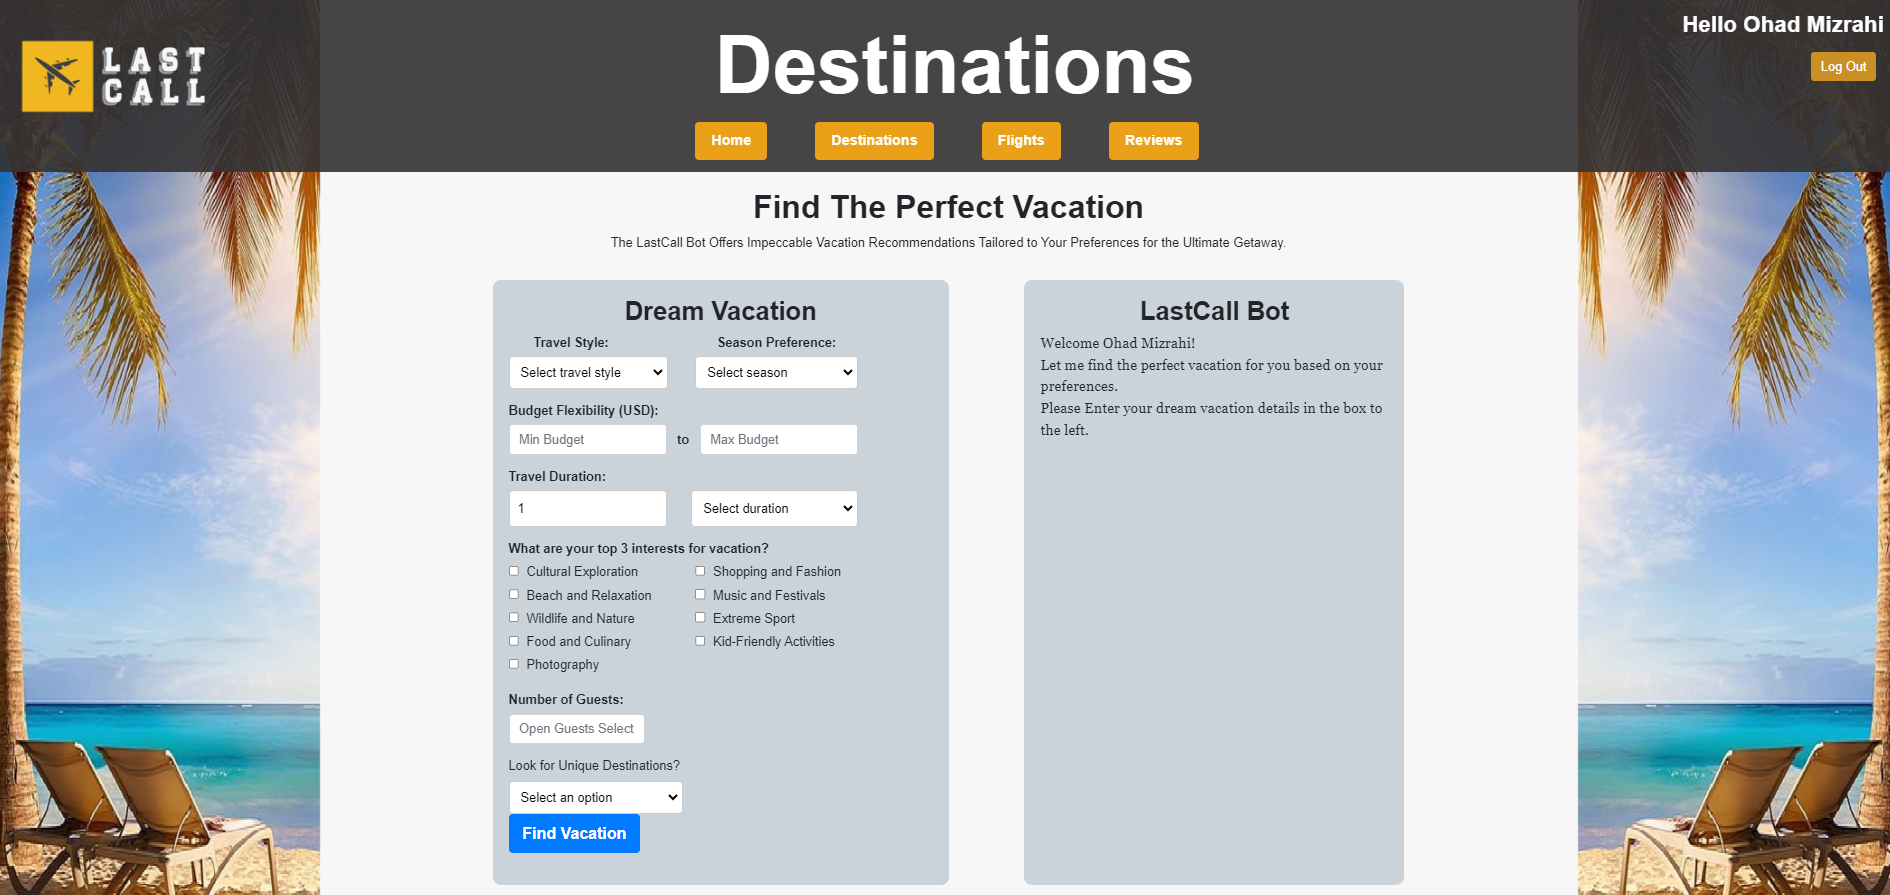 LAST
CALL
Destinations
Hello Ohad Mizrahi
Log Out
Home Destinations Flights Reviews
Find The Perfect Vacation
The LastCall Bot Offers Impeccable Vacation Recommendations Tailored to Your Preferences for the Ultimate Getaway.
Dream Vacation
Travel Style: Season Preference:
Select travel style Select season
Budget Flexibility (USD):
Min Budget to Max Budget
Travel Duration:
1 Select duration
What are your top 3 interests for vacation?
Cultural Exploration Shopping and Fashion
Beach and Relaxation Music and Festivals
Wildlife and Nature Extreme Sport
Food and Culinary Kid-Friendly Activities
Photography
Number of Guests:
Open Guests Select
Look for Unique Destinations?
Select an option
Find Vacation
LastCall Bot
Welcome Ohad Mizrahi!
Let me find the perfect vacation for you based on your
preferences.
Please Enter your dream vacation details in the box to
the left.